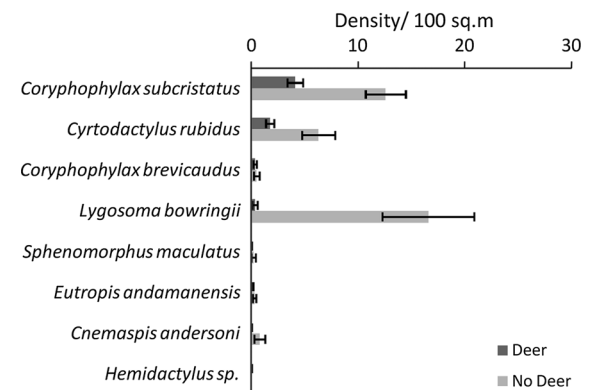 Density/ 100 sq.m
0 10 20 30
Coryphophylax subcristatus
Cyrtodactylus rubidus
Coryphophylax brevicaudus
Lygosoma bowringii
Sphenomorphus maculatus
Eutropis andamanensis
Cnemaspis andersoni
Hemidactylus sp.
Deer
No Deer